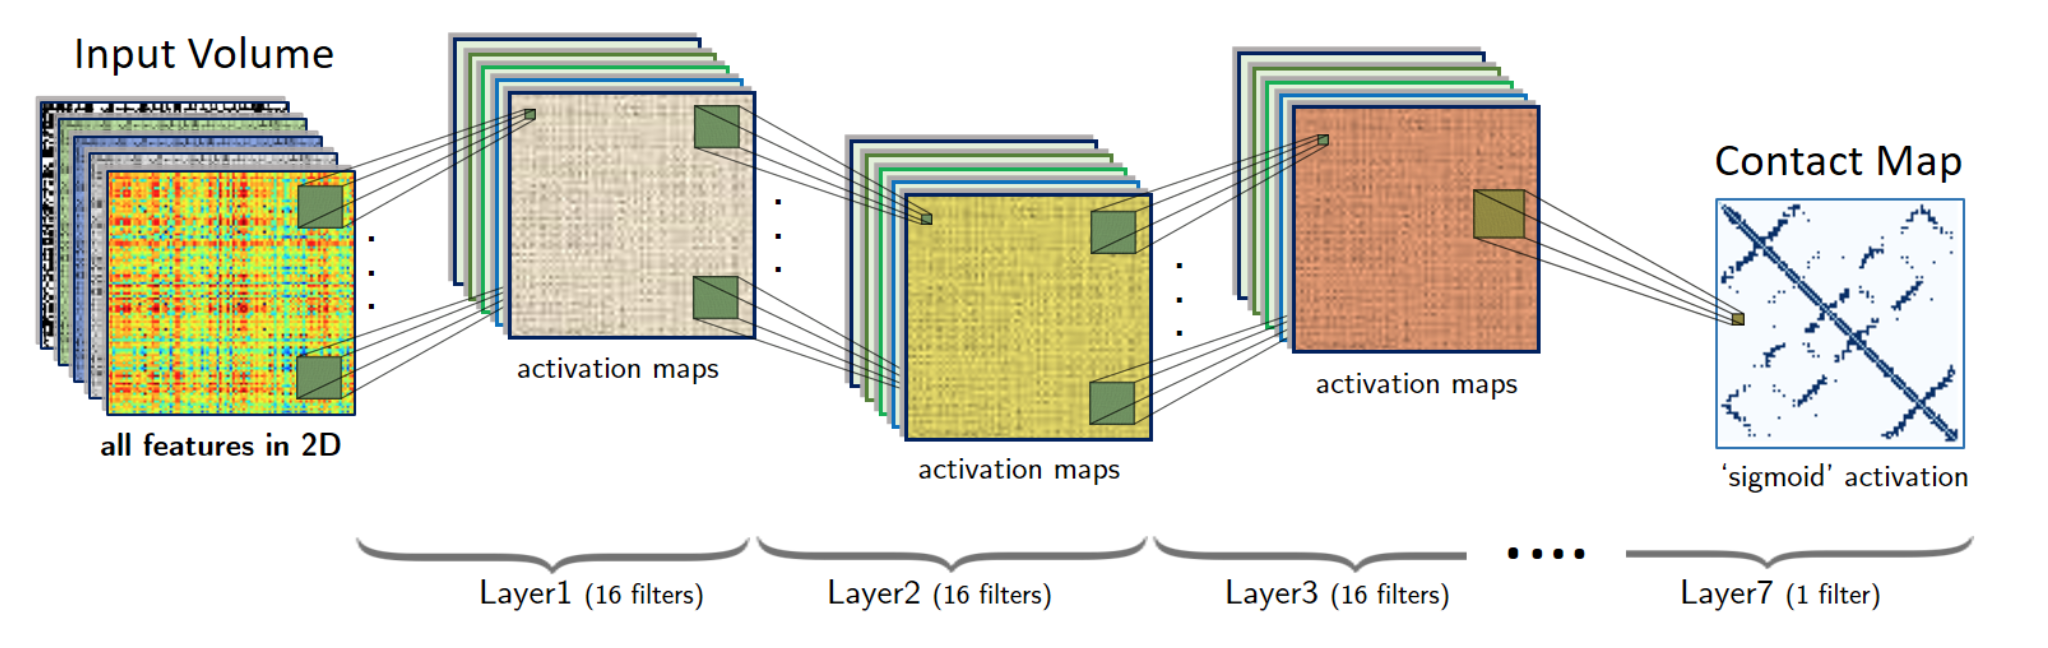 Input Volume
all features in 2D
activation maps
activation maps
activation maps
Contact Map
‘sigmoid’ activation
Layer1 (16 filters)
Layer2 (16 filters)
Layer3 (16 filters)
Layer7 (1 filter)